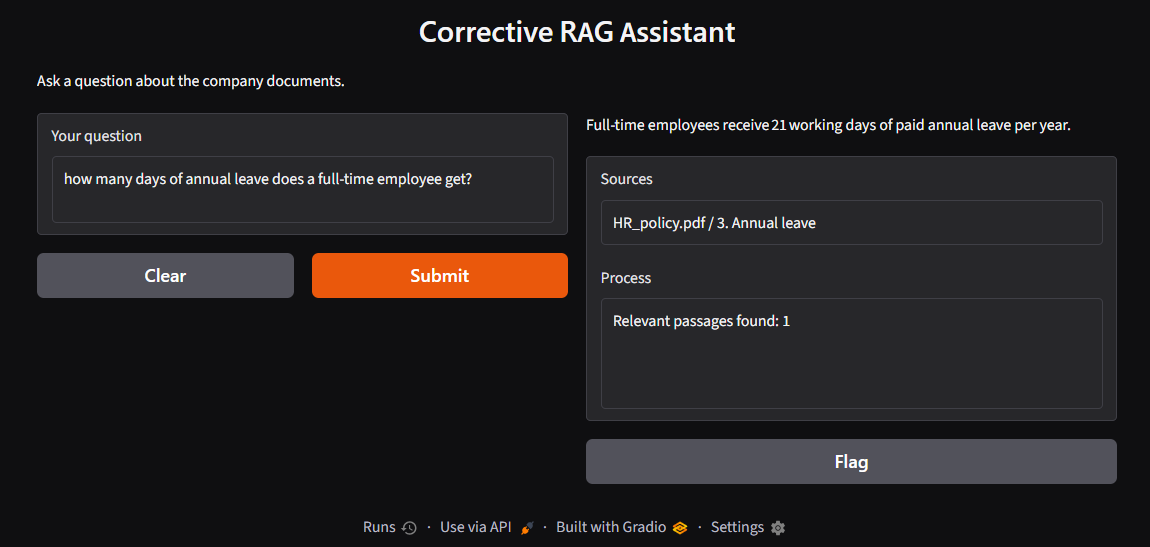 Corrective RAG Assistant
Ask a question about the company documents.
Your question
how many days of annual leave does a full-time employee get?
Clear
Submit
Full-time employees receive 21 working days of paid annual leave per year.
Sources
HR_policy.pdf / 3. Annual leave
Process
Relevant passages found: 1
Flag
Runs · Use via API · Built with Gradio · Settings